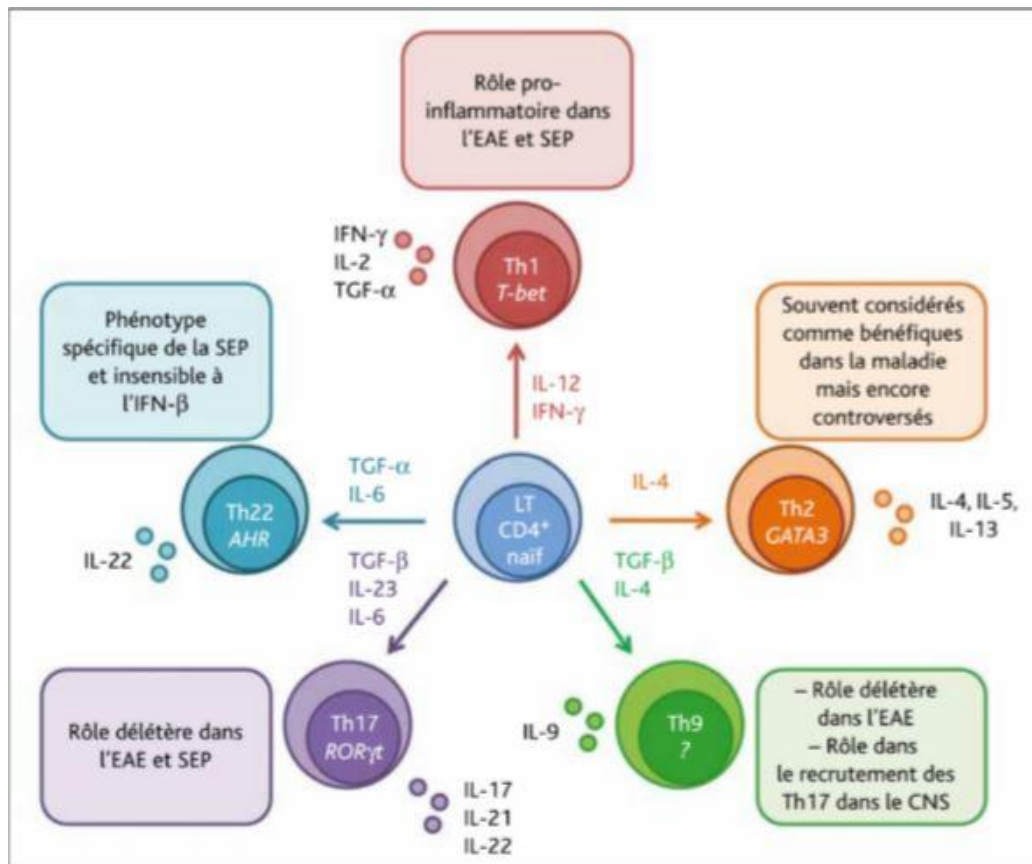 Rôle pro-
inflammatoire dans
l'EAE et SEP
IFN-γ
IL-2
TGF-α
Th1
T-bet
Phénotype
spécifique de la SEP
et insensible à
l'IFN-β
Souvent considérés
comme bénéfiques
dans la maladie
mais encore
controversés
IL-12
IFN-γ
TGF-α
IL-6
LT
CD4⁺
naïf
IL-4
Th22
AHR
Th2
GATA3
IL-4, IL-5,
IL-13
IL-22
TGF-β
IL-23
IL-6
TGF-β
IL-4
Rôle délétère dans
l'EAE et SEP
Th17
RORγt
IL-17
IL-21
IL-22
IL-9
Th9
?
– Rôle délétère
dans l'EAE
– Rôle dans
le recrutement des
Th17 dans le CNS